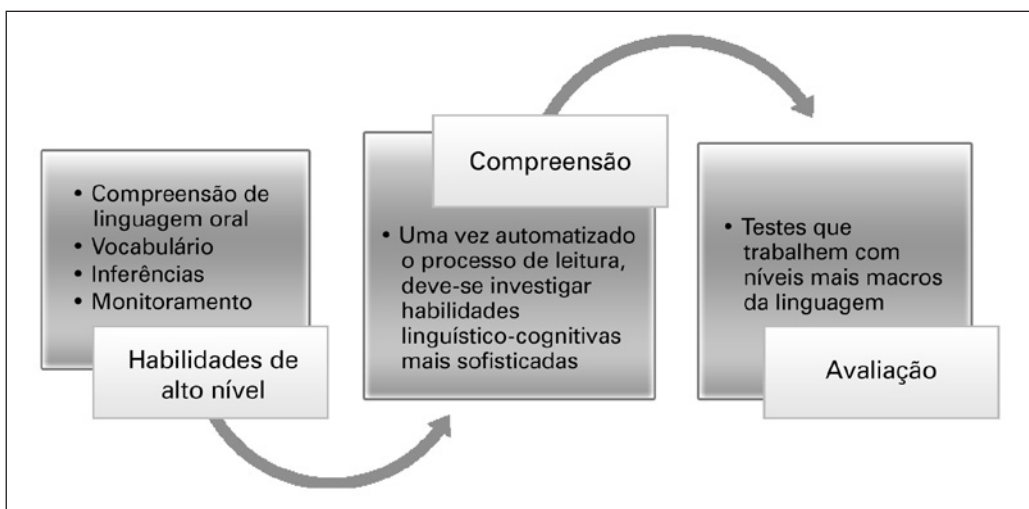 • Compreensão de
linguagem oral
• Vocabulário
• Inferências
• Monitoramento
Habilidades de
alto nível
Compreensão
• Uma vez automatizado
o processo de leitura,
deve-se investigar
habilidades
linguístico-cognitivas
mais sofisticadas
• Testes que
trabalhem com
níveis mais macros
da linguagem
Avaliação